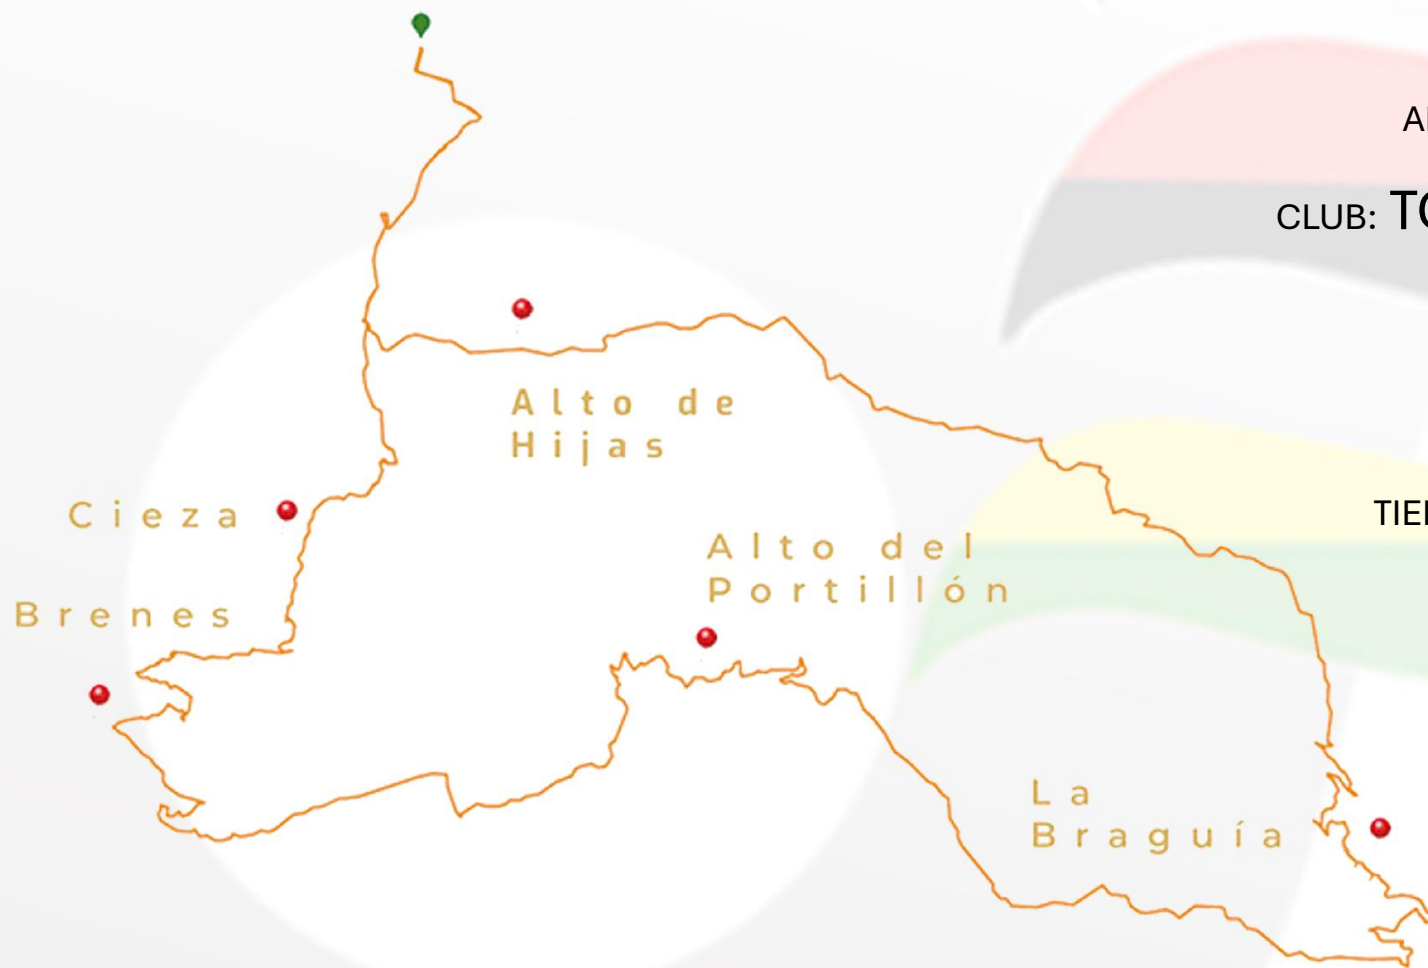 CLUB:
Alto de
Hijas
Cieza
Alto del
Portillón
Brenes
La
Braguía